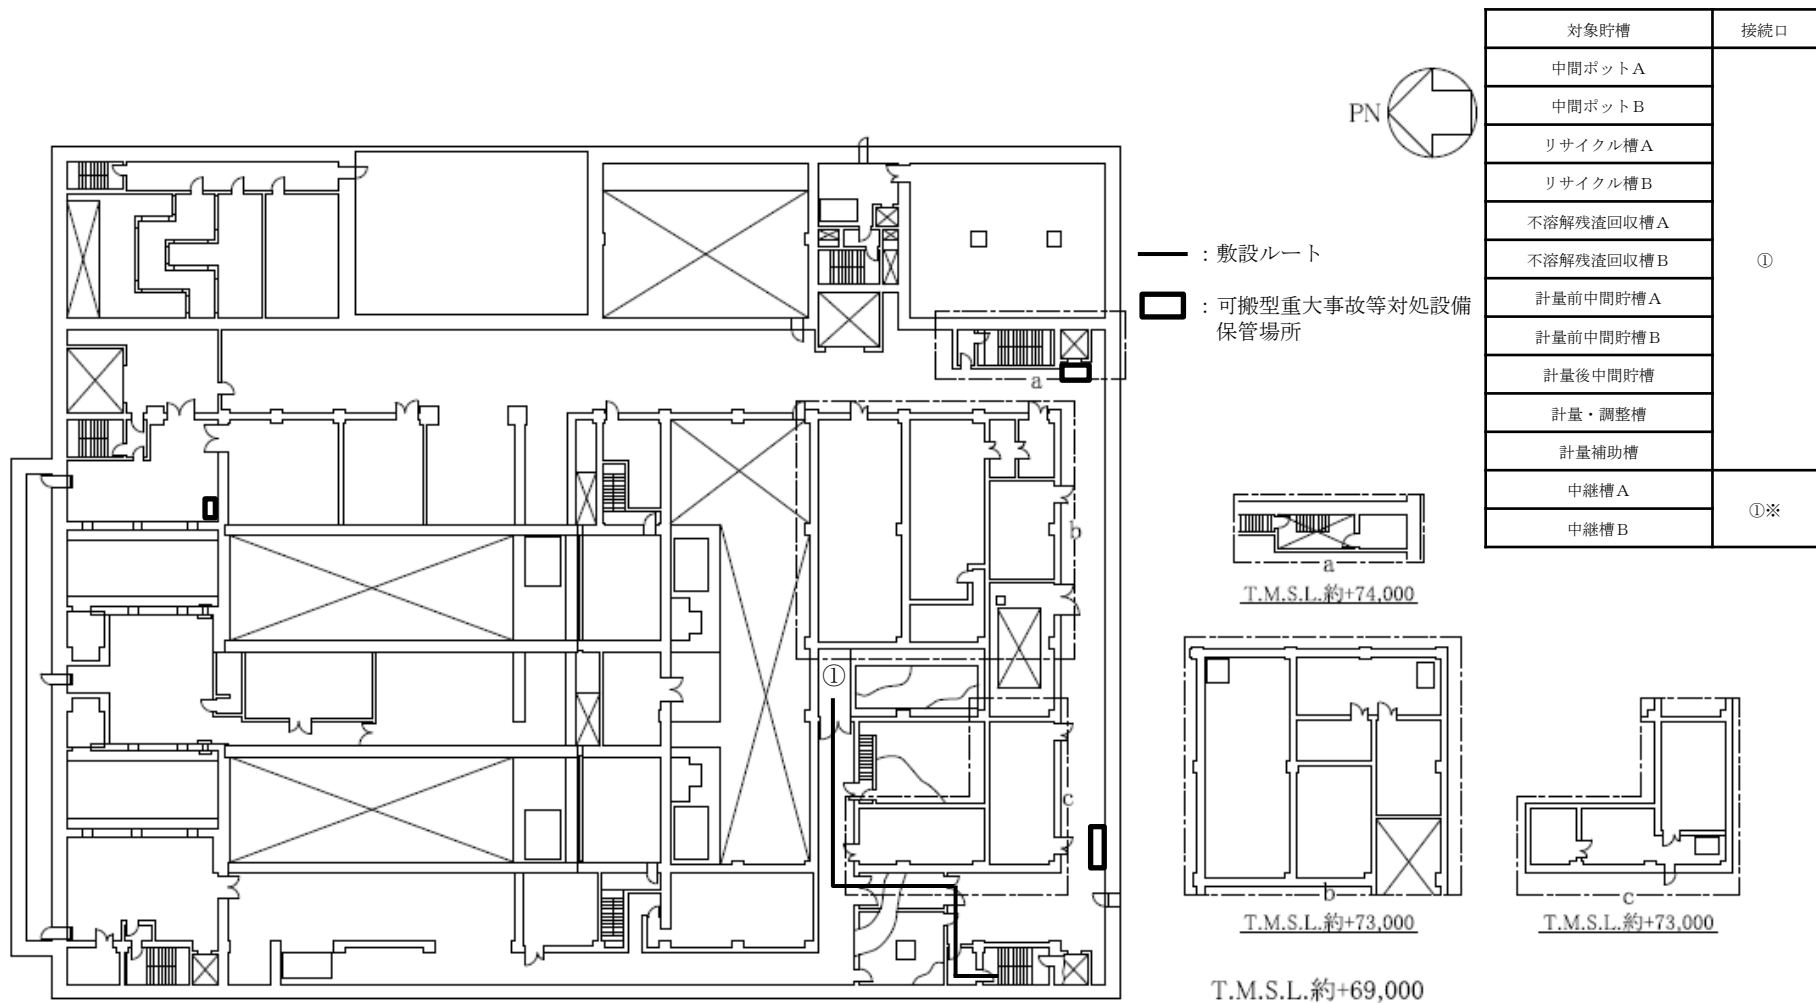 対象貯槽 接続口
中間ポットA
中間ポットB
リサイクル槽A
リサイクル槽B
不溶解残渣回収槽A
不溶解残渣回収槽B
①
計量前中間貯槽A
計量前中間貯槽B
計量後中間貯槽
計量・調整槽
計量補助槽
中継槽A
中継槽B
①※
PN
：敷設ルート
：可搬型重大事故等対処設備
保管場所
a
b
①
c
a
T.M.S.L.約+74,000
b
T.M.S.L.約+73,000
c
T.M.S.L.約+73,000
T.M.S.L.約+69,000